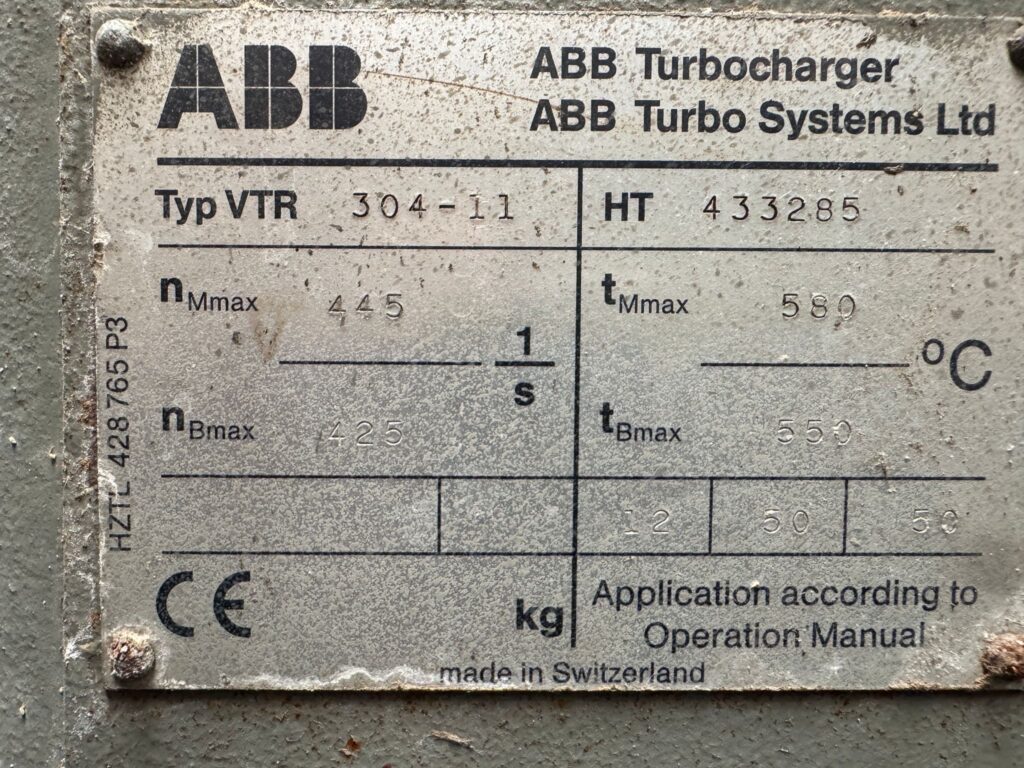 ABB
ABB Turbocharger
ABB Turbo Systems Ltd
Typ VTR 304-11
HT 433285
nMmax 445
1/s
nBmax 425
tMmax 580
°C
tBmax 550
12 50 50
CE
kg
Application according to
Operation Manual
made in Switzerland
HZTL 428 765 P3